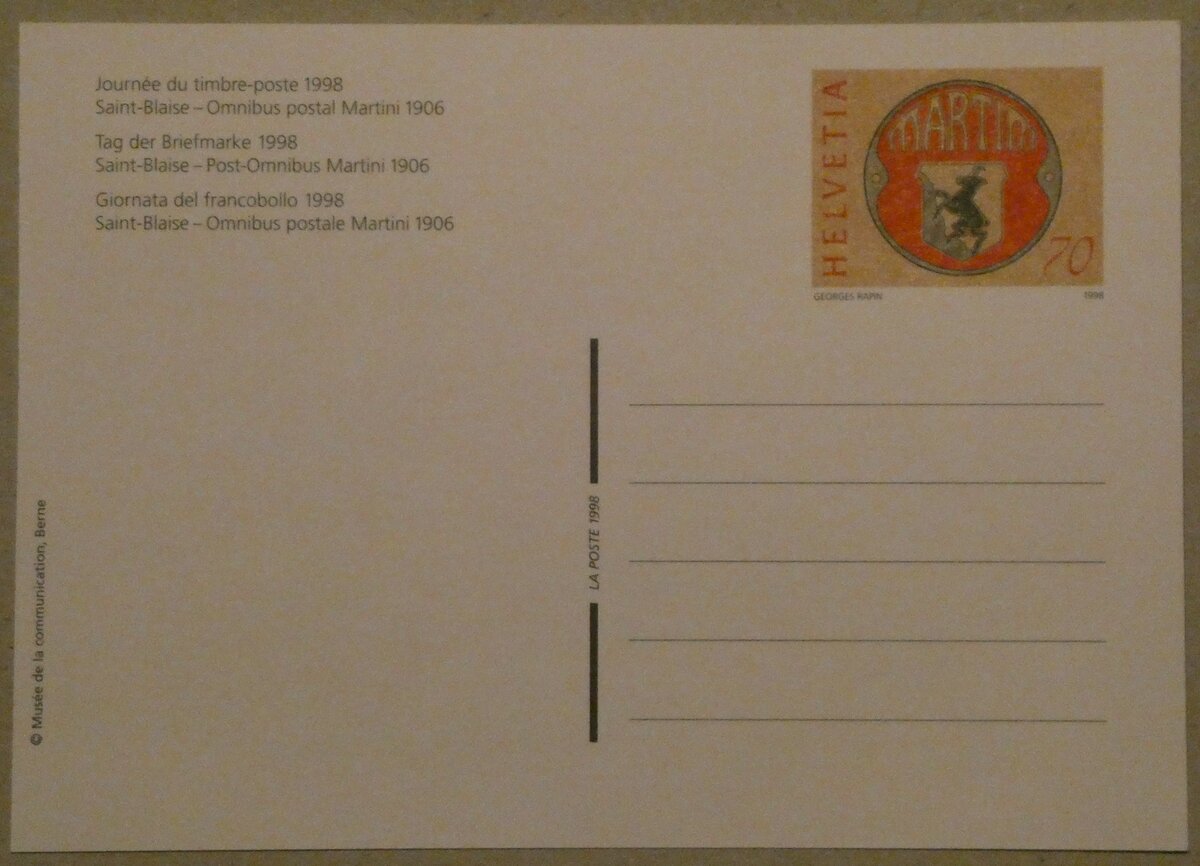 Journée du timbre-poste 1998
Saint-Blaise – Omnibus postal Martini 1906
Tag der Briefmarke 1998
Saint-Blaise – Post-Omnibus Martini 1906
Giornata del francobollo 1998
Saint-Blaise – Omnibus postale Martini 1906
HELVETIA
MARTINI
70
GEORGES RAPIN 1998
LA POSTE 1998
© Musée de la communication, Berne